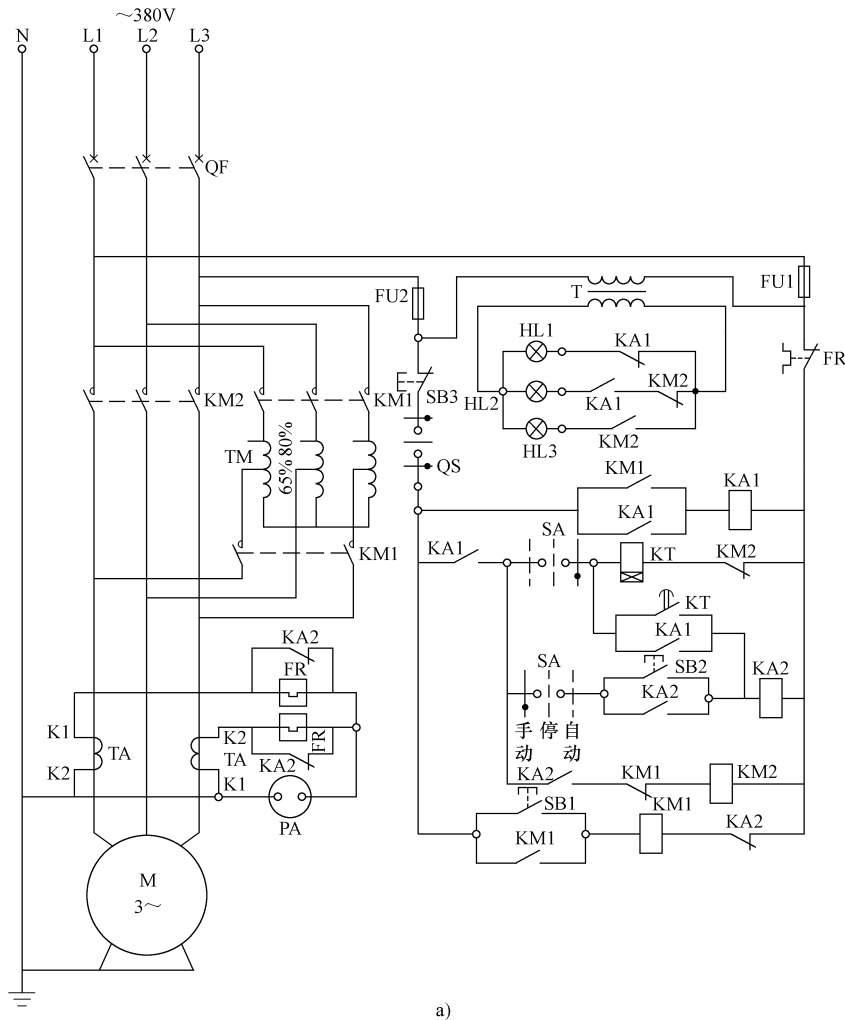 ～380V
N L1 L2 L3
QF
FU1
FU2
T
HL1 KA1
FR
KM2 KM1 SB3 HL2 KA1 KM2
HL3 KM2
TM 65% 80%
QS
KM1
KA1 KA1
SA
KM1 KA1 KT KM2
KT
KA2 KA1
FR SA SB2 KA2
KA2
K1 K2 手动 停 自动
TA TA FR
K2 KA2 K1 KA2 KM1 KM2
SB1 KM1
PA KM1 KA2
M
3～
a)